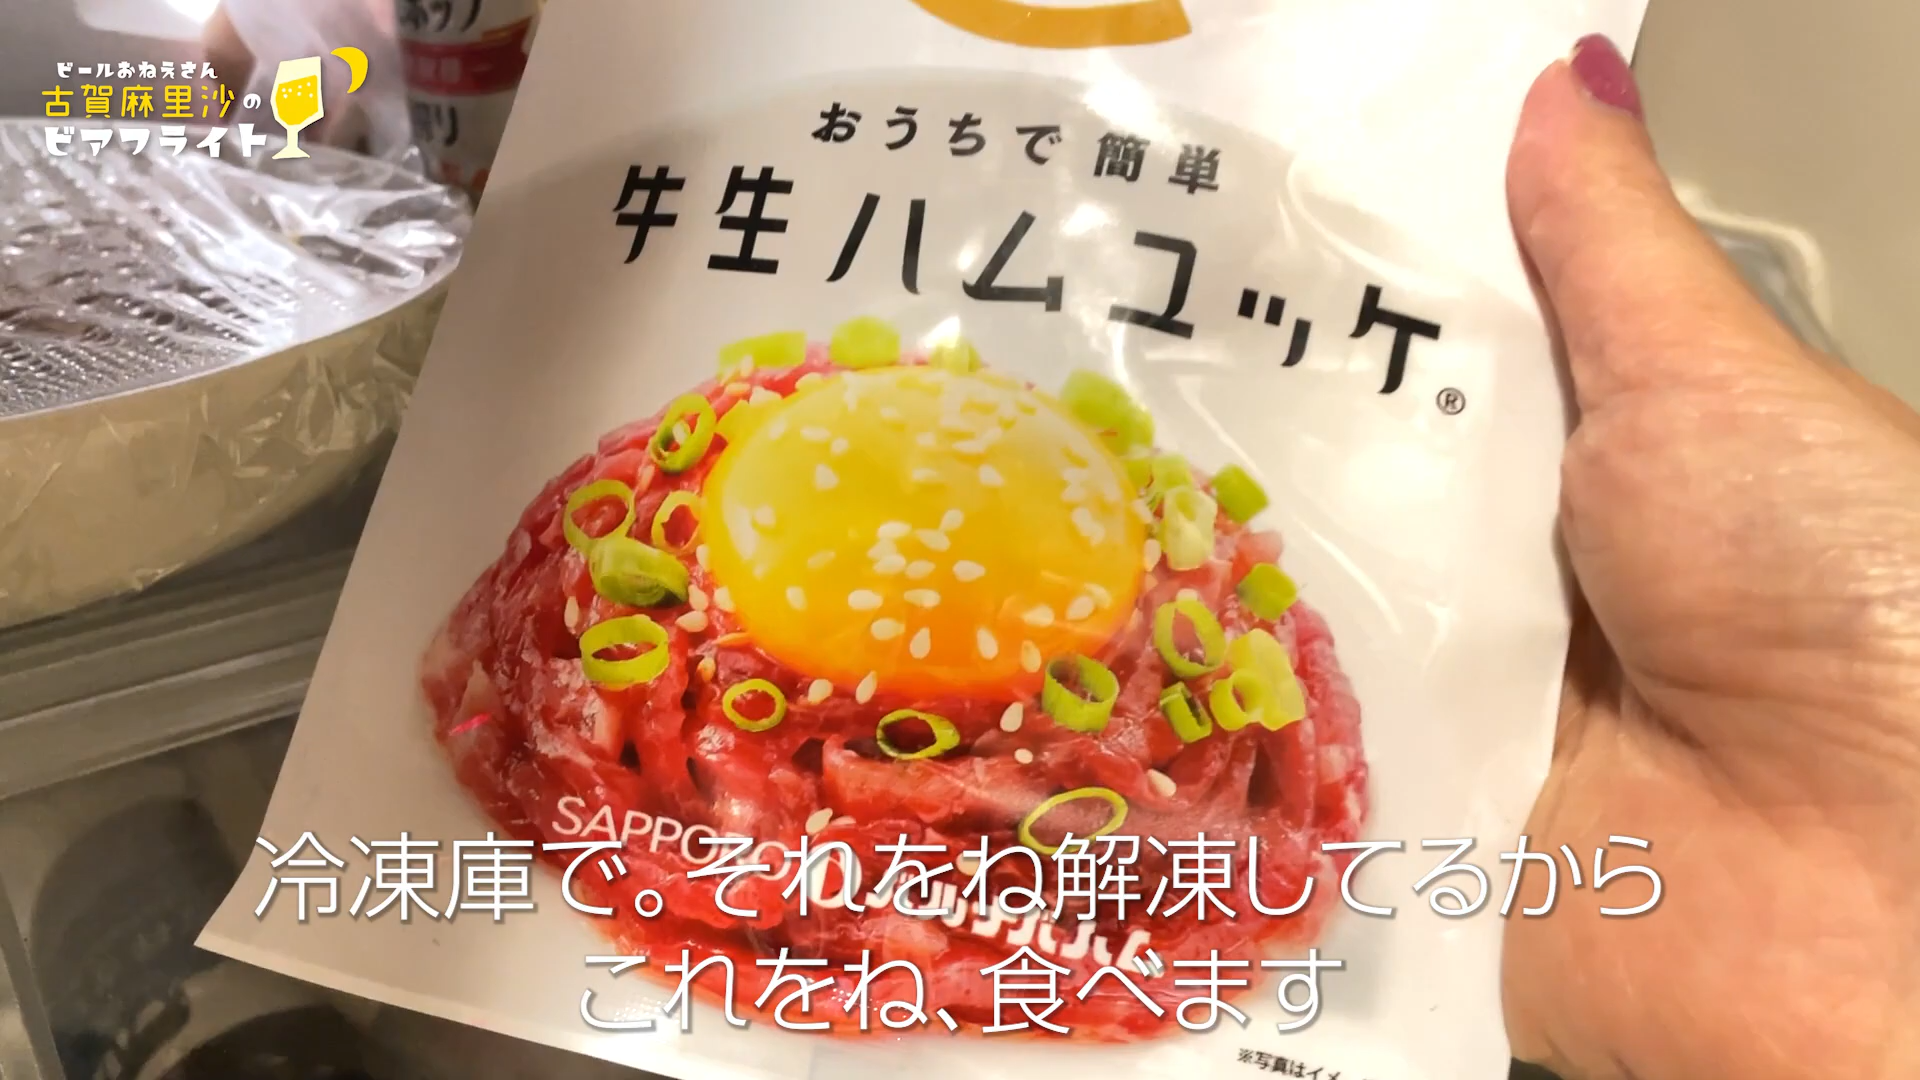 ビールおねえさん
古賀麻里沙の
ビアフライト
おうちで簡単
牛生ハムユッケ®
SAPPORO
冷凍庫で。それをね解凍してるから
これをね、食べます
※写真はイメ